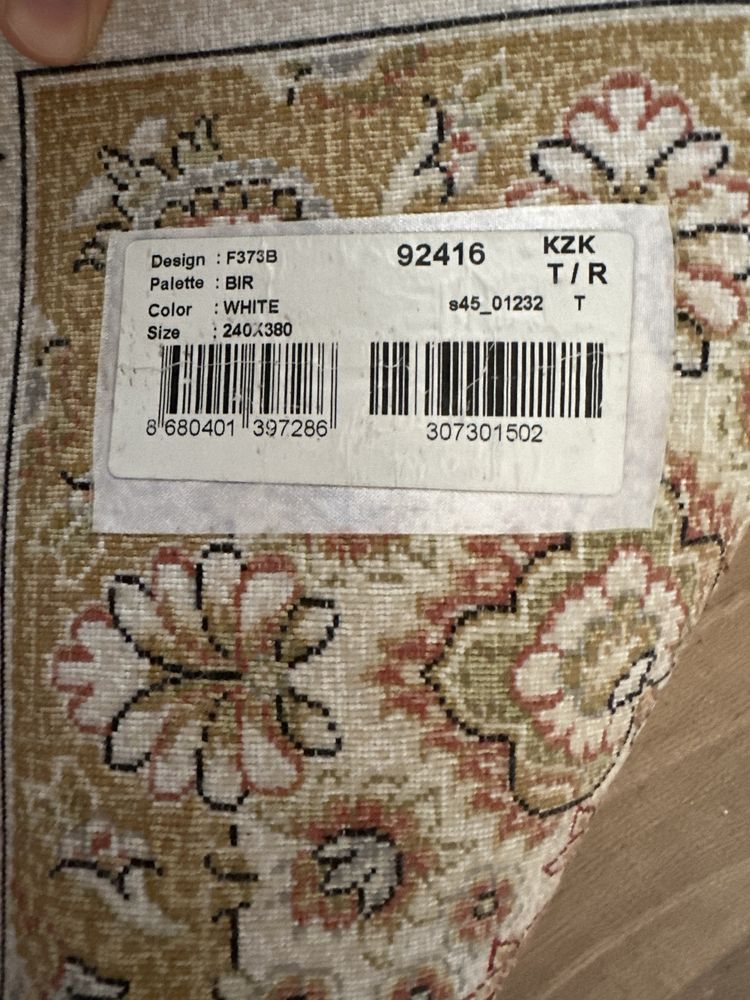 Design : F373B
Palette : BIR
Color : WHITE
Size : 240X380
92416
KZK
T / R
s45_01232 T
8 680401 397286
307301502